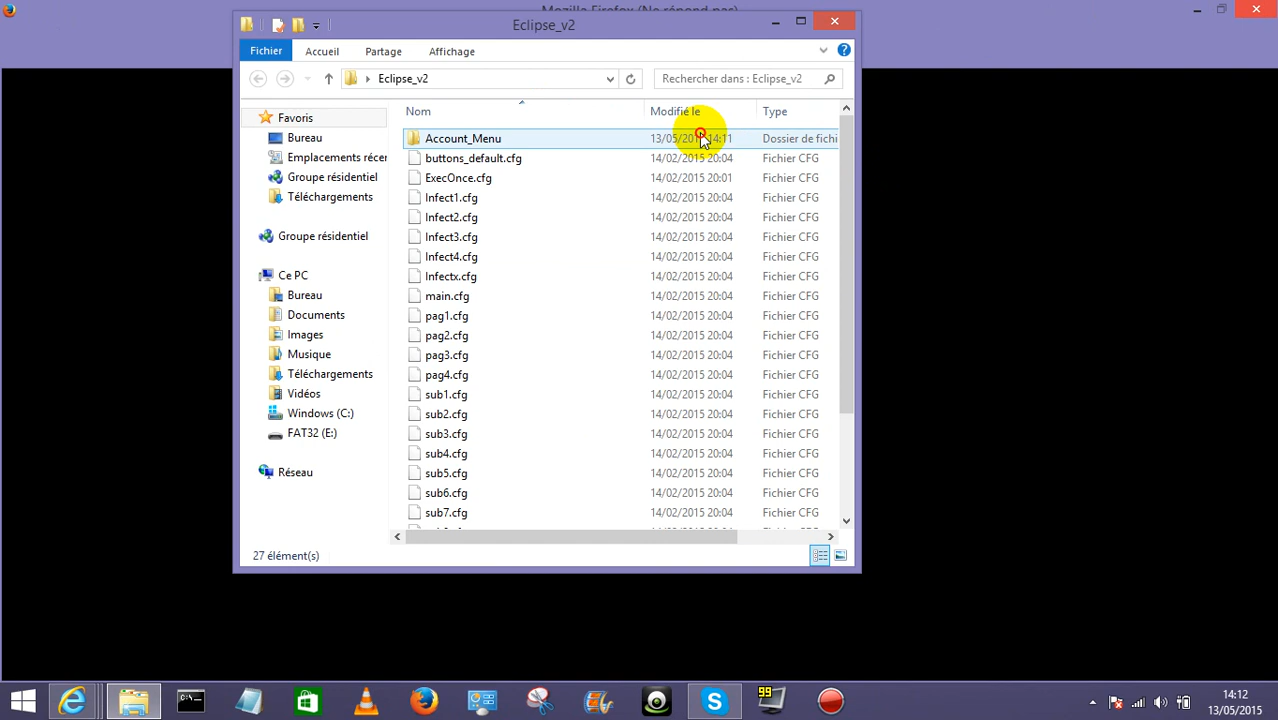 Mozilla Firefox (Ne répond pas)
Eclipse_v2
Fichier Accueil Partage Affichage
Eclipse_v2
Rechercher dans : Eclipse_v2
Nom Modifié le Type
Favoris
Bureau
Emplacements récer
Groupe résidentiel
Téléchargements
Groupe résidentiel
Ce PC
Bureau
Documents
Images
Musique
Téléchargements
Vidéos
Windows (C:)
FAT32 (E:)
Réseau
Account_Menu 13/05/2015 14:11 Dossier de fichi
buttons_default.cfg 14/02/2015 20:04 Fichier CFG
ExecOnce.cfg 14/02/2015 20:01 Fichier CFG
Infect1.cfg 14/02/2015 20:04 Fichier CFG
Infect2.cfg 14/02/2015 20:04 Fichier CFG
Infect3.cfg 14/02/2015 20:04 Fichier CFG
Infect4.cfg 14/02/2015 20:04 Fichier CFG
Infectx.cfg 14/02/2015 20:04 Fichier CFG
main.cfg 14/02/2015 20:04 Fichier CFG
pag1.cfg 14/02/2015 20:04 Fichier CFG
pag2.cfg 14/02/2015 20:04 Fichier CFG
pag3.cfg 14/02/2015 20:04 Fichier CFG
pag4.cfg 14/02/2015 20:04 Fichier CFG
sub1.cfg 14/02/2015 20:04 Fichier CFG
sub2.cfg 14/02/2015 20:04 Fichier CFG
sub3.cfg 14/02/2015 20:04 Fichier CFG
sub4.cfg 14/02/2015 20:04 Fichier CFG
sub5.cfg 14/02/2015 20:04 Fichier CFG
sub6.cfg 14/02/2015 20:04 Fichier CFG
sub7.cfg 14/02/2015 20:04 Fichier CFG
27 élément(s)
99
14:12
13/05/2015